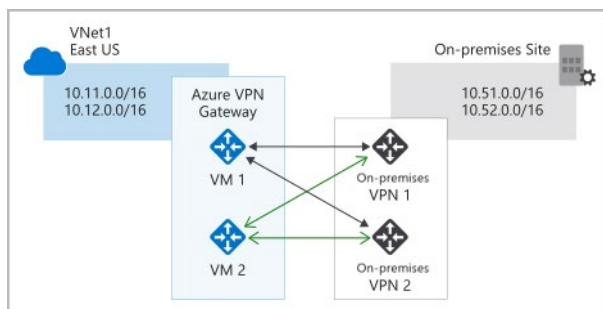 VNet1
East US
10.11.0.0/16
10.12.0.0/16
Azure VPN
Gateway
VM 1
VM 2
On-premises Site
10.51.0.0/16
10.52.0.0/16
On-premises
VPN 1
On-premises
VPN 2